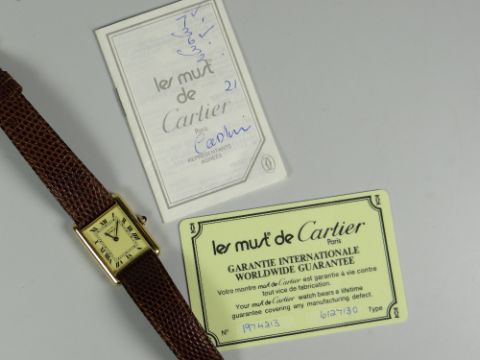 les must
de
Cartier
Paris
REPRESENTANTS
AGREES
21
les must de Cartier
Paris
GARANTIE INTERNATIONALE
WORLDWIDE GUARANTEE
Votre montre must de Cartier est garantie à vie contre
tout vice de fabrication.
Your must de Cartier watch bears a lifetime
guarantee covering any manufacturing defect.
N° 1974213 6127130 Type